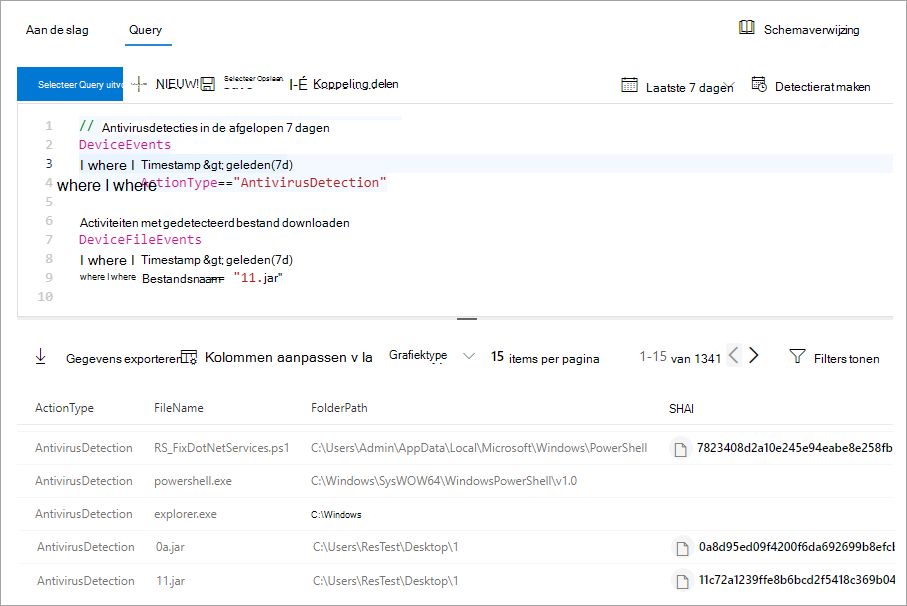 Aan de slag Query Schemaverwijzing
Selecteer Query uitvo NIEUW! Selecteer Opslaan Koppeling delen Laatste 7 dagen Detectierat maken
1 // Antivirusdetecties in de afgelopen 7 dagen
2 DeviceEvents
3 I where I Timestamp &gt; geleden(7d)
4 where I where ActionType=="AntivirusDetection"
5
6 Activiteiten met gedetecteerd bestand downloaden
7 DeviceFileEvents
8 I where I Timestamp &gt; geleden(7d)
9 where I where Bestandsnaam "11.jar"
10
Gegevens exporteren Kolommen aanpassen v la Grafiektype 15 items per pagina 1-15 van 1341 Filters tonen
ActionType FileName FolderPath SHAI
AntivirusDetection RS_FixDotNetServices.ps1 C:\Users\Admin\AppData\Local\Microsoft\Windows\PowerShell 7823408d2a10e245e94eabe8e258fb
AntivirusDetection powershell.exe C:\Windows\SysWOW64\WindowsPowerShell\v1.0
AntivirusDetection explorer.exe C:\Windows
AntivirusDetection 0a.jar C:\Users\ResTest\Desktop\1 0a8d95ed09f4200f6da692699b8efcb
AntivirusDetection 11.jar C:\Users\ResTest\Desktop\1 11c72a1239ffe8b6bcd2f5418c369b04